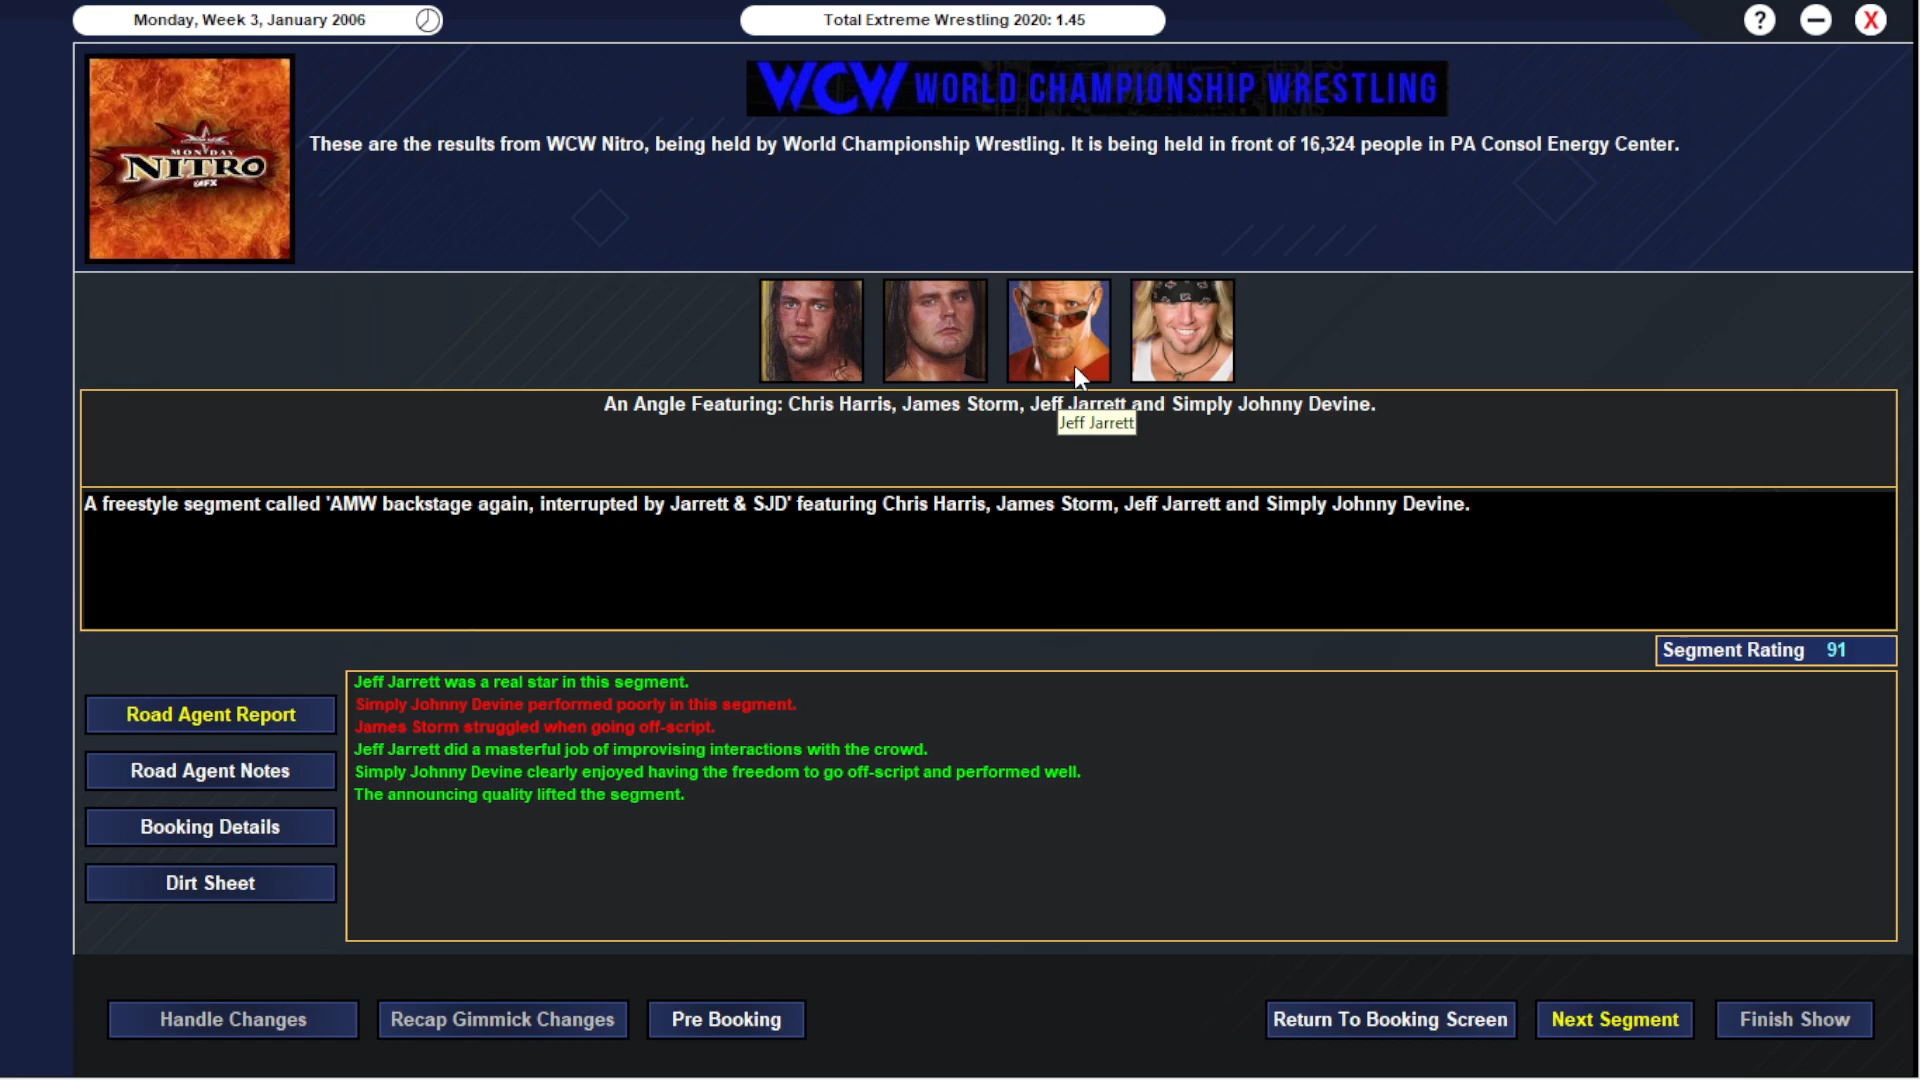 Monday, Week 3, January 2006
Total Extreme Wrestling 2020: 1.45
?
X
WCW WORLD CHAMPIONSHIP WRESTLING
MONDAY
NITRO
These are the results from WCW Nitro, being held by World Championship Wrestling. It is being held in front of 16,324 people in PA Consol Energy Center.
An Angle Featuring: Chris Harris, James Storm, Jeff Jarrett and Simply Johnny Devine.
Jeff Jarrett
A freestyle segment called 'AMW backstage again, interrupted by Jarrett & SJD' featuring Chris Harris, James Storm, Jeff Jarrett and Simply Johnny Devine.
Segment Rating 91
Road Agent Report
Road Agent Notes
Booking Details
Dirt Sheet
Jeff Jarrett was a real star in this segment.
Simply Johnny Devine performed poorly in this segment.
James Storm struggled when going off-script.
Jeff Jarrett did a masterful job of improvising interactions with the crowd.
Simply Johnny Devine clearly enjoyed having the freedom to go off-script and performed well.
The announcing quality lifted the segment.
Handle Changes
Recap Gimmick Changes
Pre Booking
Return To Booking Screen
Next Segment
Finish Show